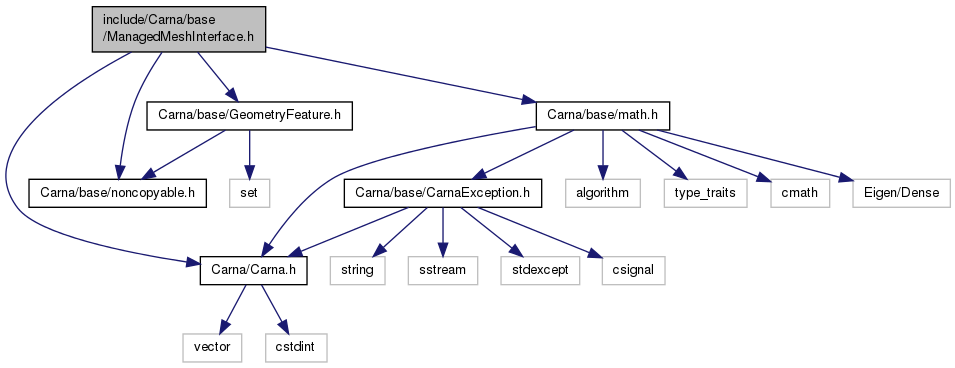 include/Carna/base
/ManagedMeshInterface.h
Carna/base/GeometryFeature.h
Carna/base/math.h
Carna/base/noncopyable.h
set
Carna/base/CarnaException.h
algorithm
type_traits
cmath
Eigen/Dense
Carna/Carna.h
string
sstream
stdexcept
csignal
vector
cstdint